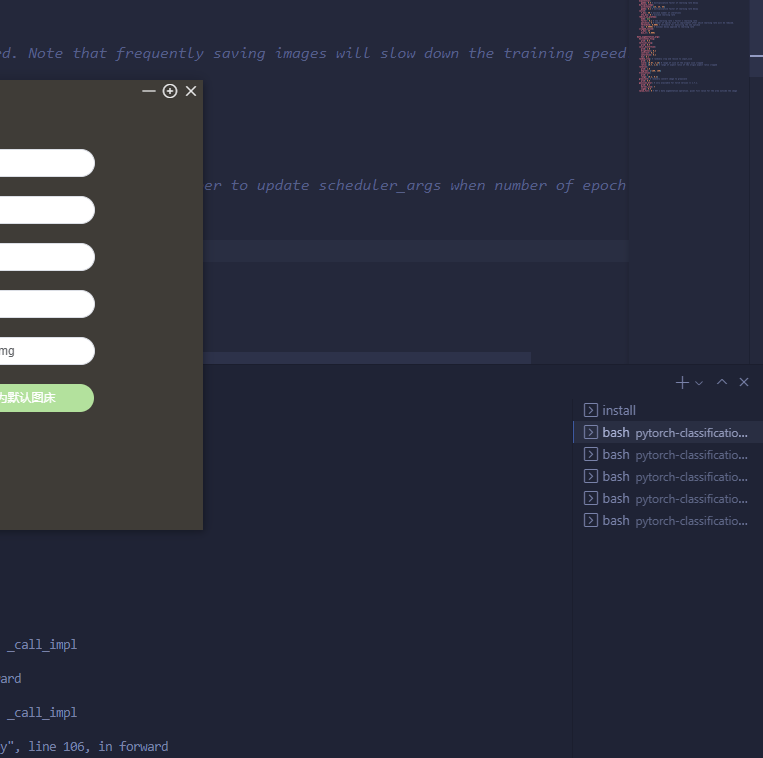 d. Note that frequently saving images will slow down the training speed
er to update scheduler_args when number of epoch
mg
为默认图床
install
bash pytorch-classificatio...
bash pytorch-classificatio...
bash pytorch-classificatio...
bash pytorch-classificatio...
bash pytorch-classificatio...
_call_impl
ard
_call_impl
y", line 106, in forward